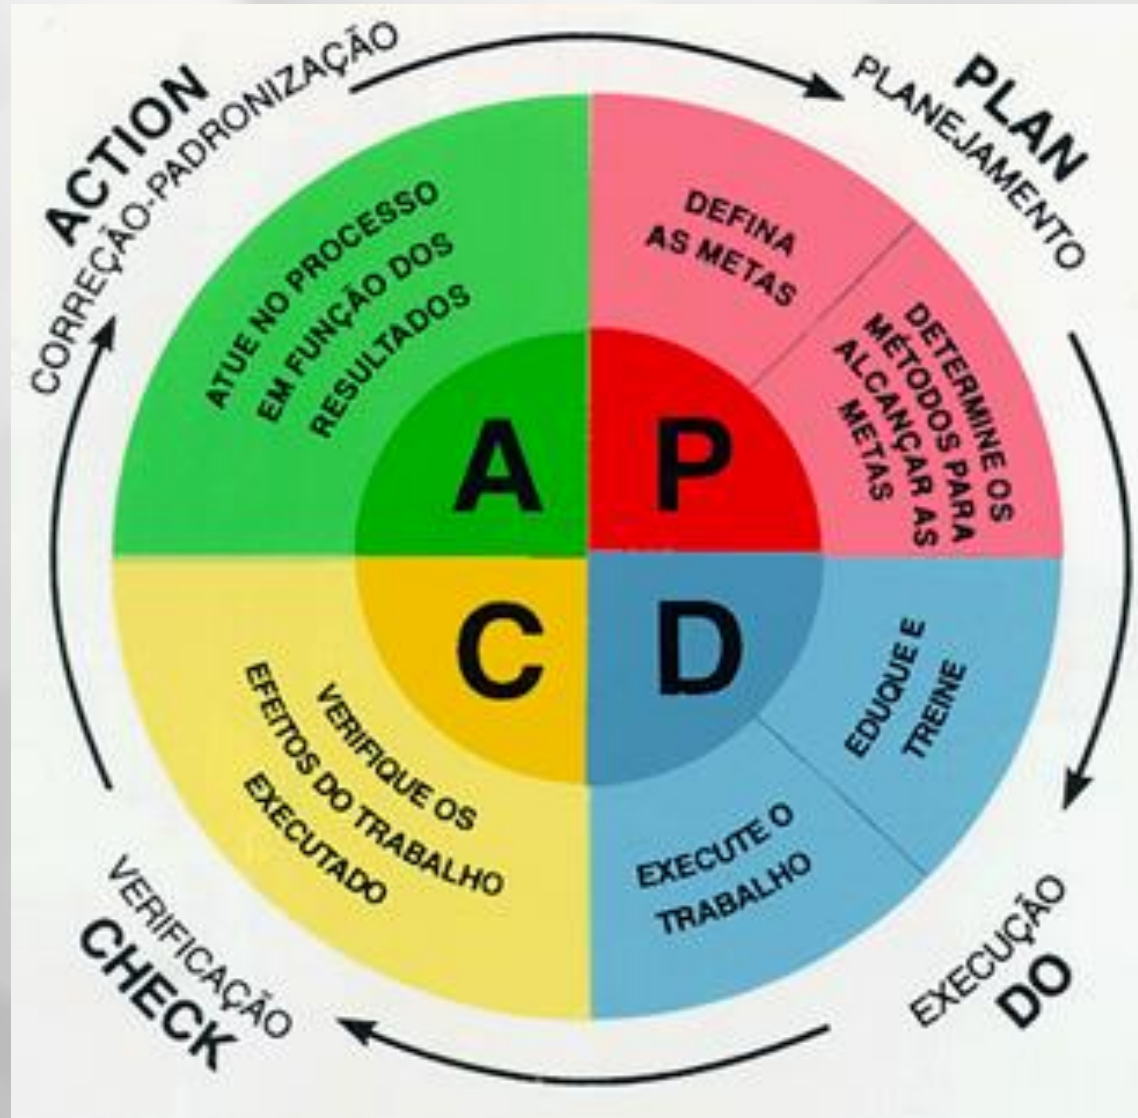 ACTION
CORREÇÃO-PADRONIZAÇÃO
PLAN
PLANEJAMENTO
ATUE NO PROCESSO
EM FUNÇÃO DOS
RESULTADOS
DEFINA
AS METAS
DETERMINE OS
MÉTODOS PARA
ALCANÇAR AS
METAS
A
P
C
D
EDUQUE E
TREINE
EXECUTE O
TRABALHO
VERIFIQUE OS
EFEITOS DO TRABALHO
EXECUTADO
VERIFICAÇÃO
CHECK
EXECUÇÃO
DO